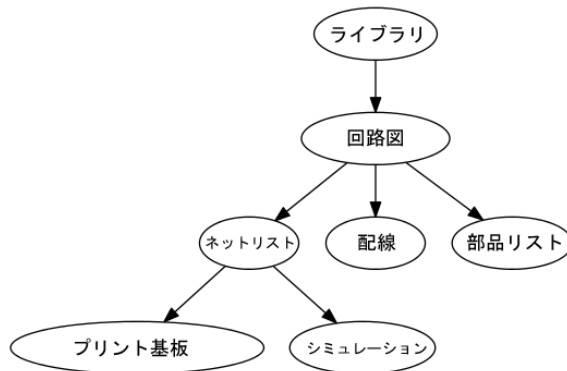 ライブラリ
回路図
ネットリスト
配線
部品リスト
プリント基板
シミュレーション